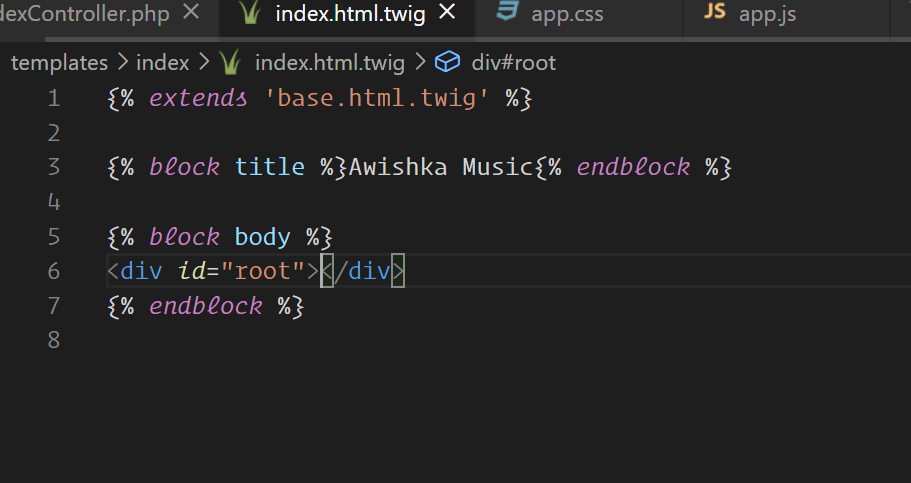 dexController.php index.html.twig app.css JS app.js
templates > index > index.html.twig > div#root
1 {% extends 'base.html.twig' %}
2
3 {% block title %}Awishka Music{% endblock %}
4
5 {% block body %}
6 <div id="root"></div>
7 {% endblock %}
8